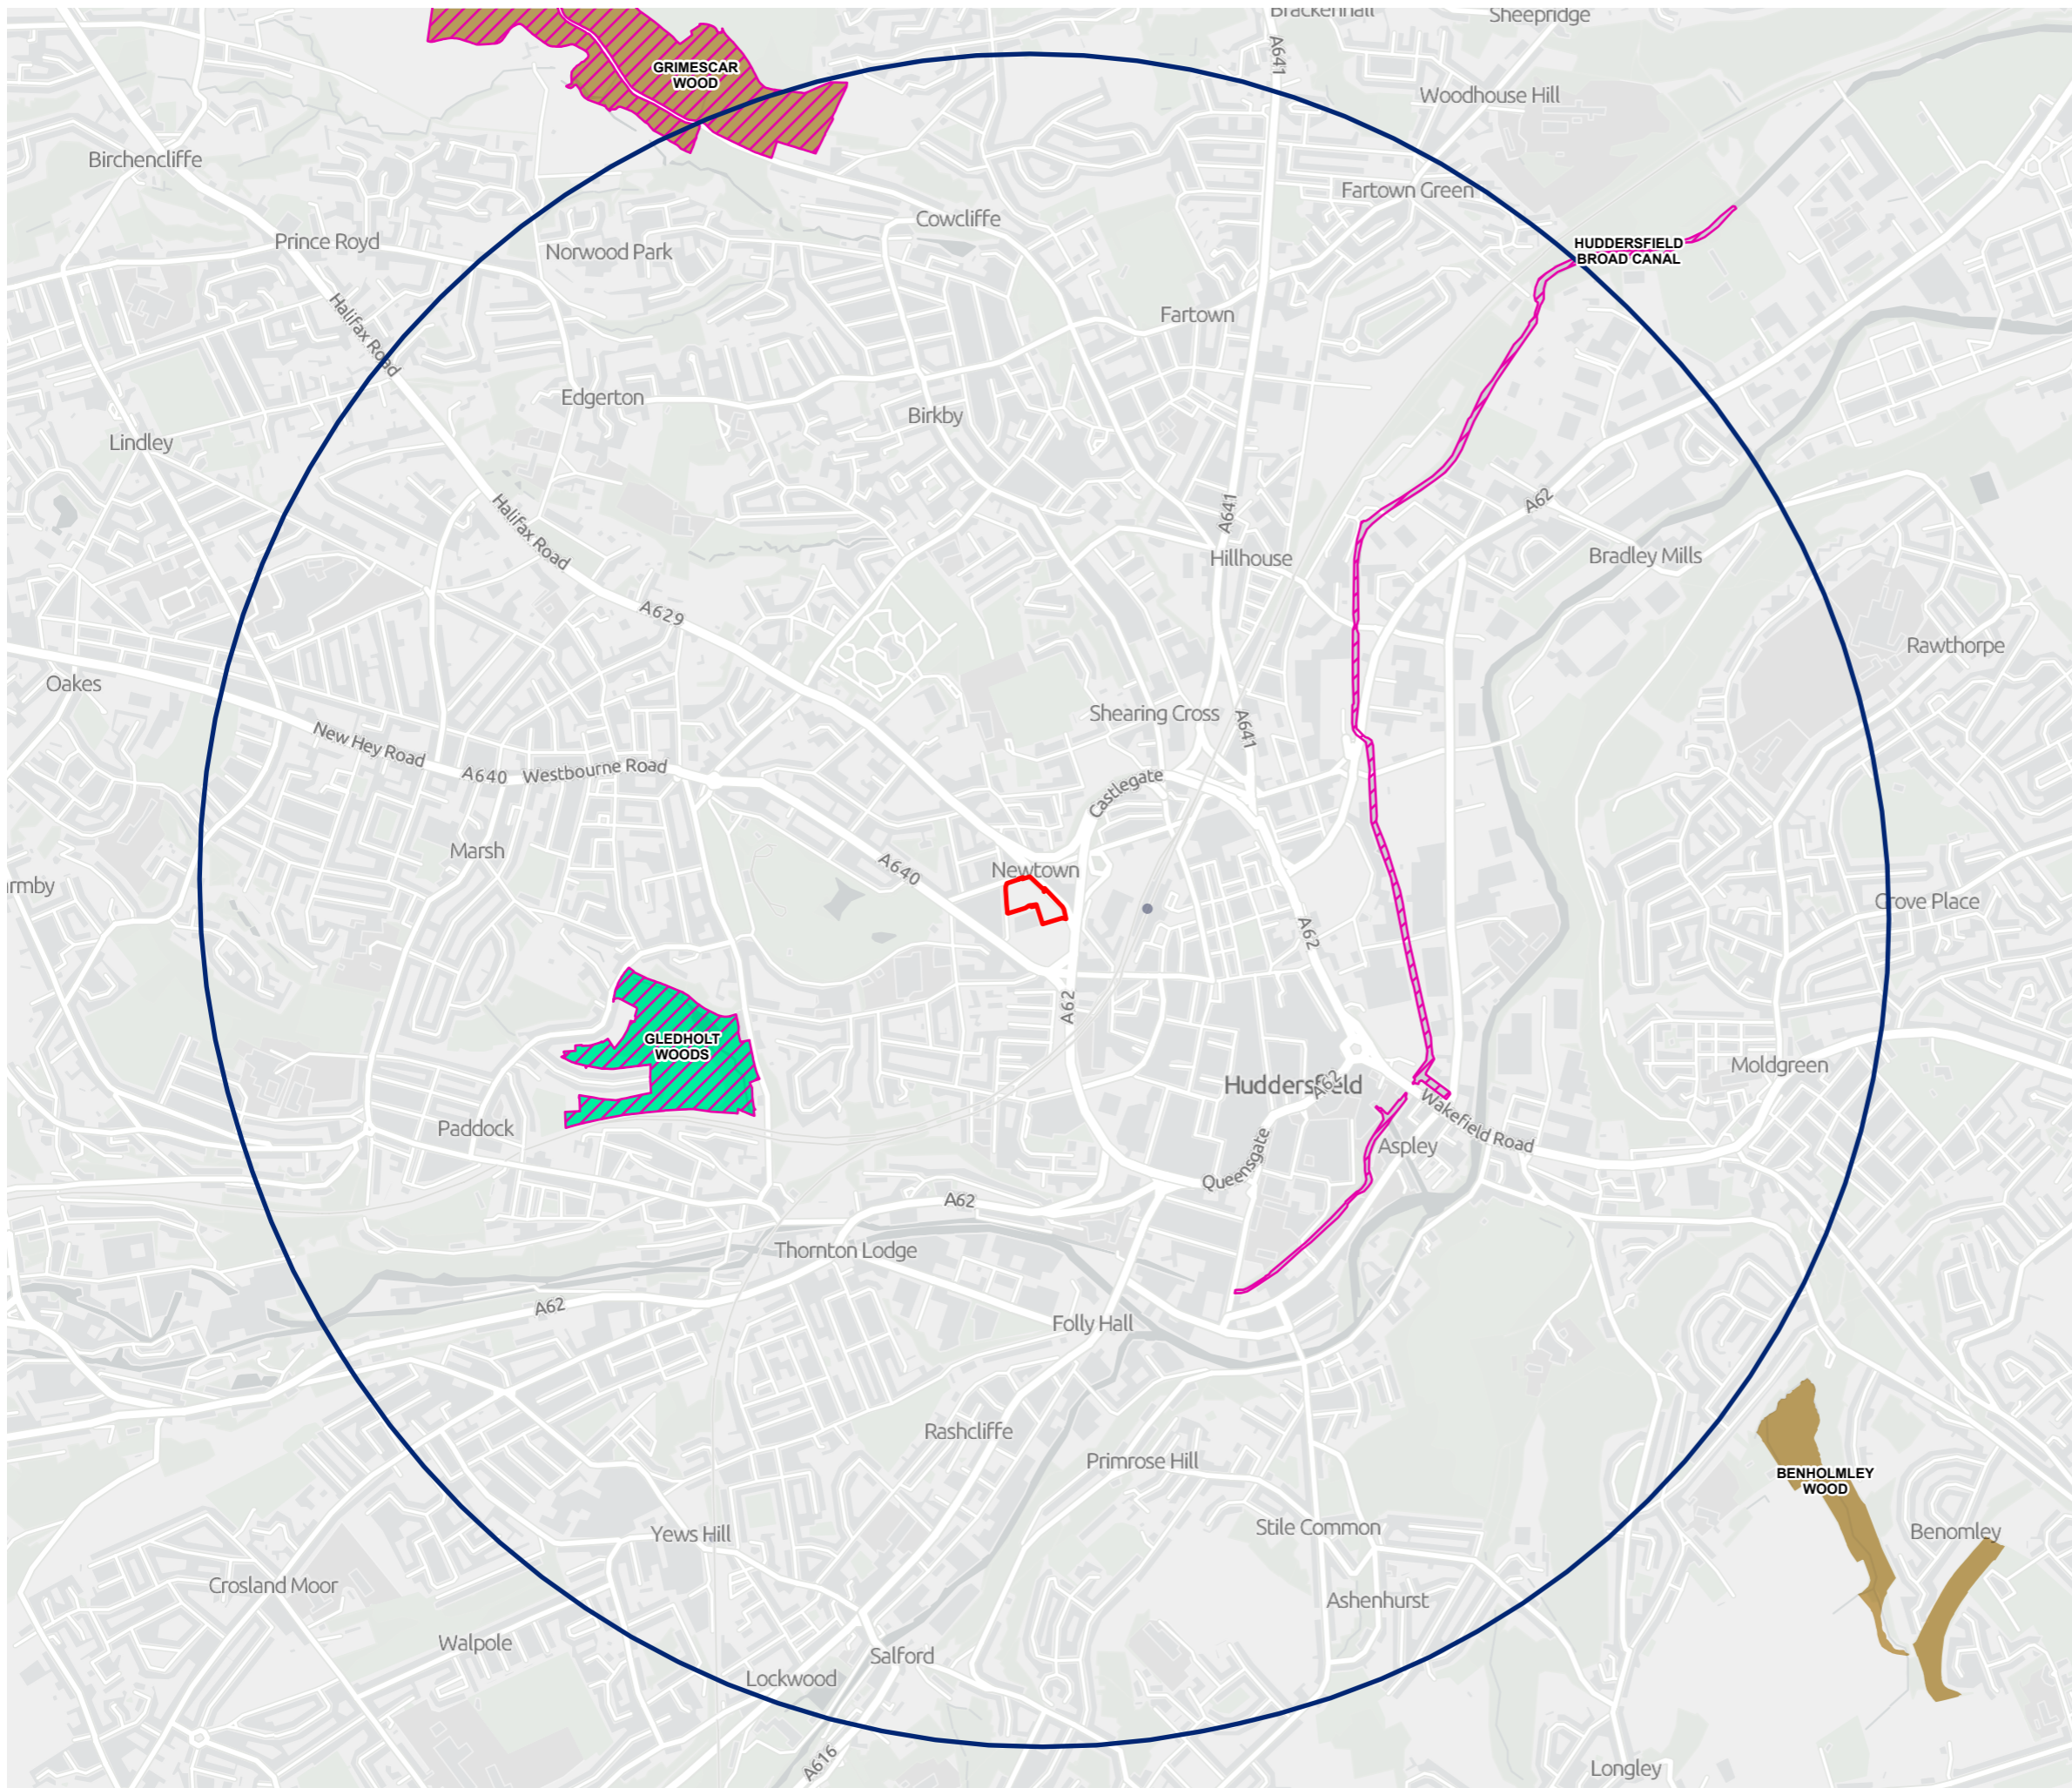 Brackenhall
Sheepridge
A641
GRIMESCAR
WOOD
Woodhouse Hill
Birchencliffe
Fartown Green
Cowcliffe
Prince Royd
Norwood Park
HUDDERSFIELD
BROAD CANAL
Halifax Road
Fartown
Edgerton
Birkby
Lindley
Halifax Road
A641
A62
Hillhouse
Bradley Mills
A629
Rawthorpe
Oakes
Shearing Cross
A641
New Hey Road
A640
Westbourne Road
Castlegate
Marsh
A640
Newtown
armby
Grove Place
A62
A62
GLEDHOLT
WOODS
Moldgreen
Huddersfield
A62
Wakefield Road
Paddock
Aspley
Queensgate
A62
Thornton Lodge
A62
Folly Hall
Rashcliffe
Primrose Hill
BENHOLMLEY
WOOD
Yews Hill
Stile Common
Benomley
Crosland Moor
Ashenhurst
Walpole
Salford
Lockwood
A616
Longley